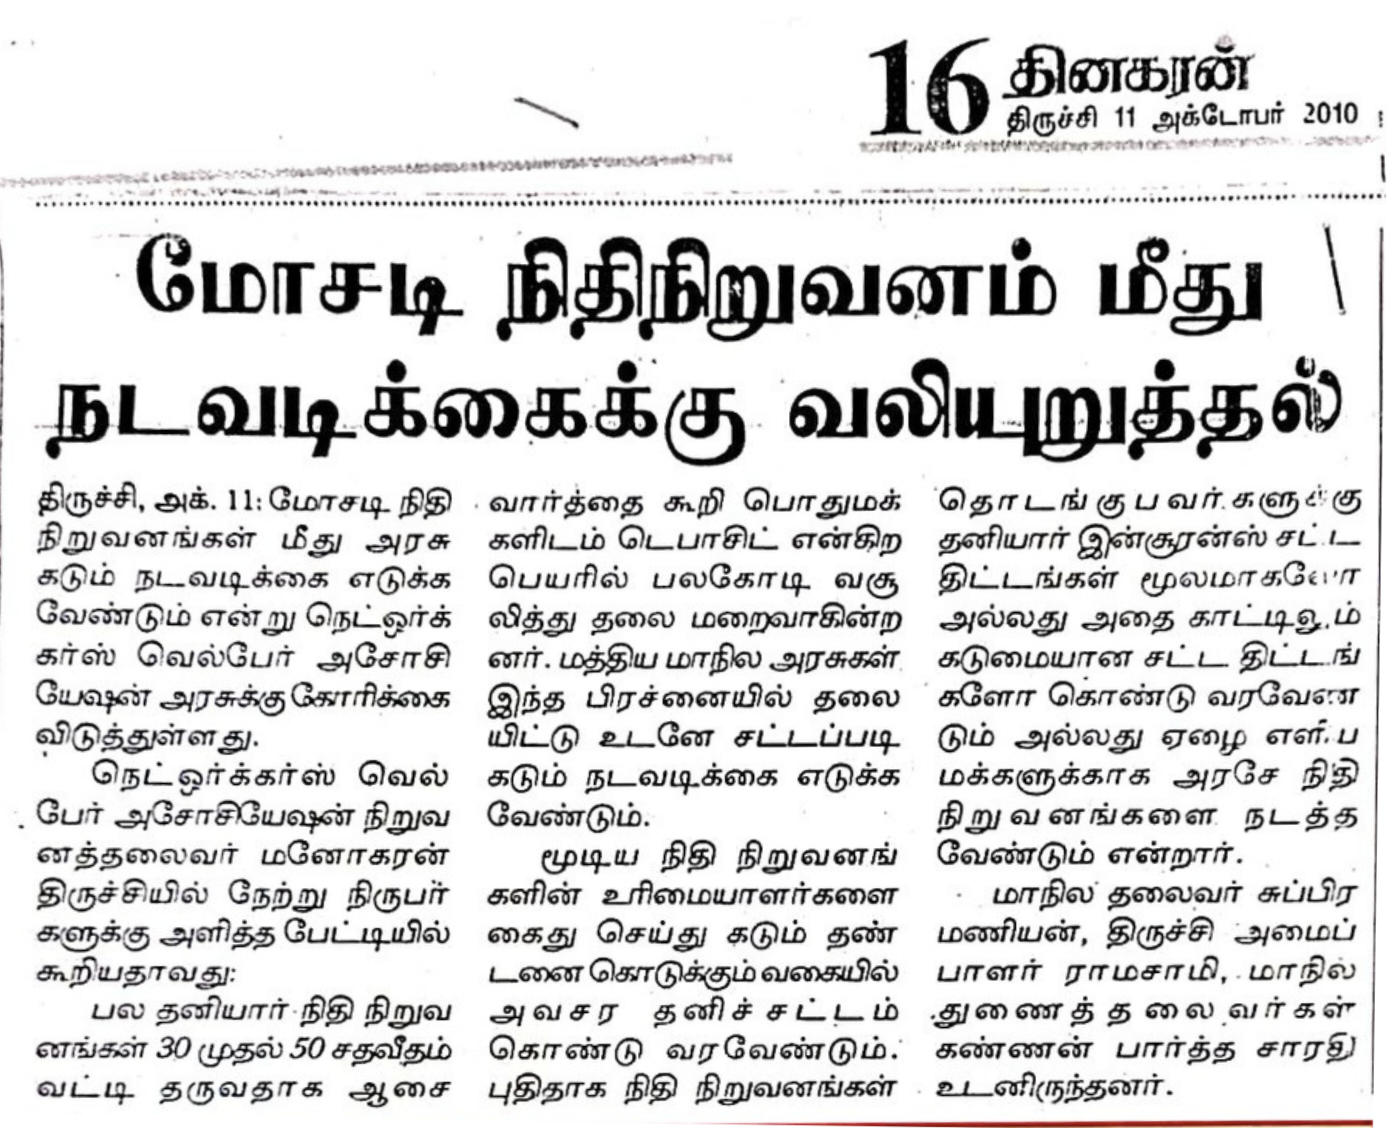 16 தினகரன்
திருச்சி 11 அக்டோபர் 2010
மோசடி நிதிநிறுவனம் மீது
நடவடிக்கைக்கு வலியுறுத்தல்
திருச்சி, அக். 11: மோசடி நிதி
நிறுவனங்கள் மீது அரசு
கடும் நடவடிக்கை எடுக்க
வேண்டும் என்று நெட்ஒர்க்
கர்ஸ் வெல்பேர் அசோசி
யேஷன் அரசுக்கு கோரிக்கை
விடுத்துள்ளது.
நெட்ஒர்க்கர்ஸ் வெல்
பேர் அசோசியேஷன் நிறுவ
னத்தலைவர் மனோகரன்
திருச்சியில் நேற்று நிருபர்
களுக்கு அளித்த பேட்டியில்
கூறியதாவது:
பல தனியார் நிதி நிறுவ
னங்கள் 30 முதல் 50 சதவீதம்
வட்டி தருவதாக ஆசை
வார்த்தை கூறி பொதுமக்
களிடம் டெபாசிட் என்கிற
பெயரில் பலகோடி வசூ
லித்து தலை மறைவாகின்ற
னர். மத்திய மாநில அரசுகள்
இந்த பிரச்னையில் தலை
யிட்டு உடனே சட்டப்படி
கடும் நடவடிக்கை எடுக்க
வேண்டும்.
மூடிய நிதி நிறுவனங்
களின் உரிமையாளர்களை
கைது செய்து கடும் தண்
டனை கொடுக்கும் வகையில்
அவசர தனிச்சட்டம்
கொண்டு வரவேண்டும்.
புதிதாக நிதி நிறுவனங்கள்
தொடங்குபவர்களுக்கு
தனியார் இன்சூரன்ஸ் சட்ட
திட்டங்கள் மூலமாகவோ
அல்லது அதை காட்டிலும்
கடுமையான சட்ட திட்டங்
களோ கொண்டு வரவேண்
டும் அல்லது ஏழை எளிய
மக்களுக்காக அரசே நிதி
நிறுவனங்களை நடத்த
வேண்டும் என்றார்.
மாநில தலைவர் சுப்பிர
மணியன், திருச்சி அமைப்
பாளர் ராமசாமி, மாநில
துணைத்தலைவர்கள்
கண்ணன் பார்த்த சாரதி
உடனிருந்தனர்.